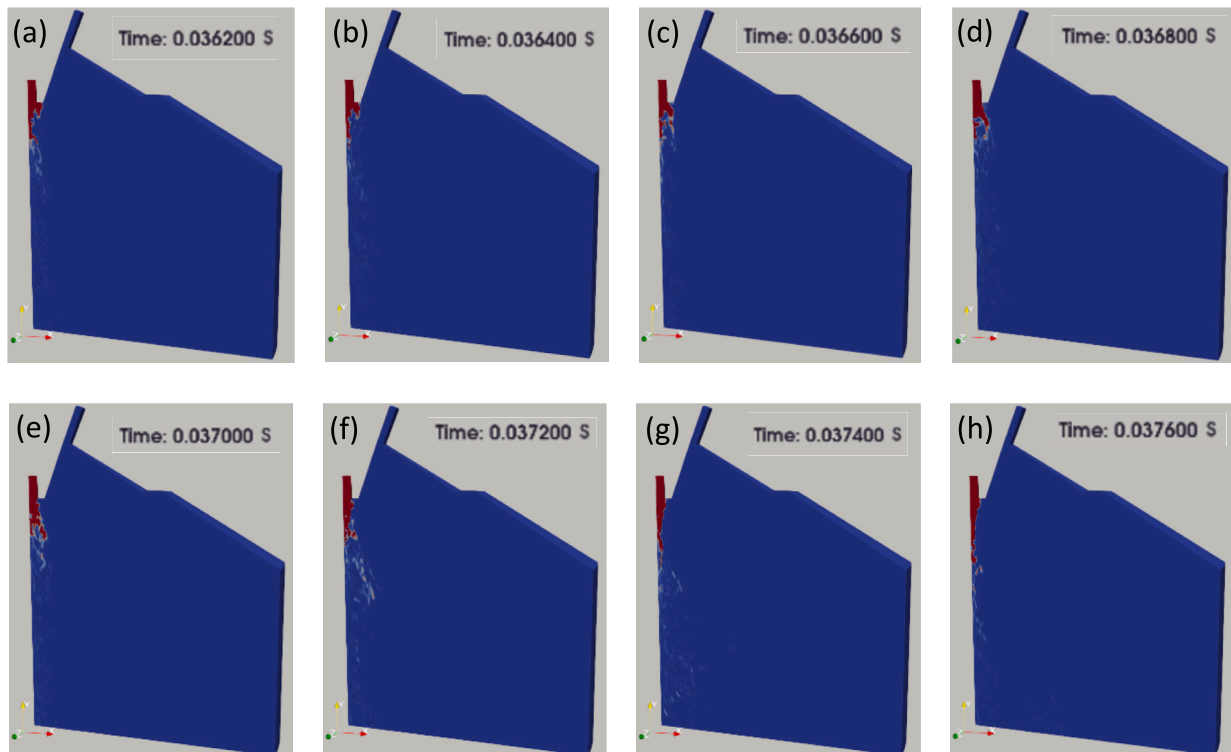 (a) Time: 0.036200 S
(b) Time: 0.036400 S
(c) Time: 0.036600 S
(d) Time: 0.036800 S
Y
Z X
Y
Z X
Y
Z X
Y
Z X
(e) Time: 0.037000 S
(f) Time: 0.037200 S
(g) Time: 0.037400 S
(h) Time: 0.037600 S
Y
Z X
Y
Z X
Y
Z X
Y
Z X